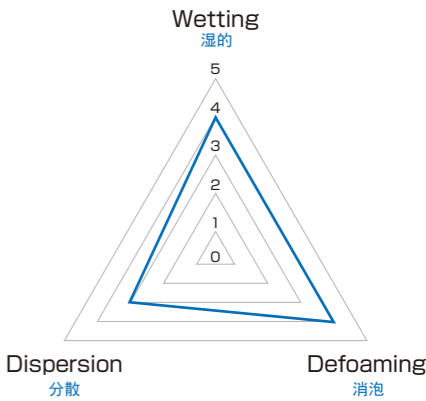 Wetting
湿的
5
4
3
2
1
0
Dispersion
分散
Defoaming
消泡